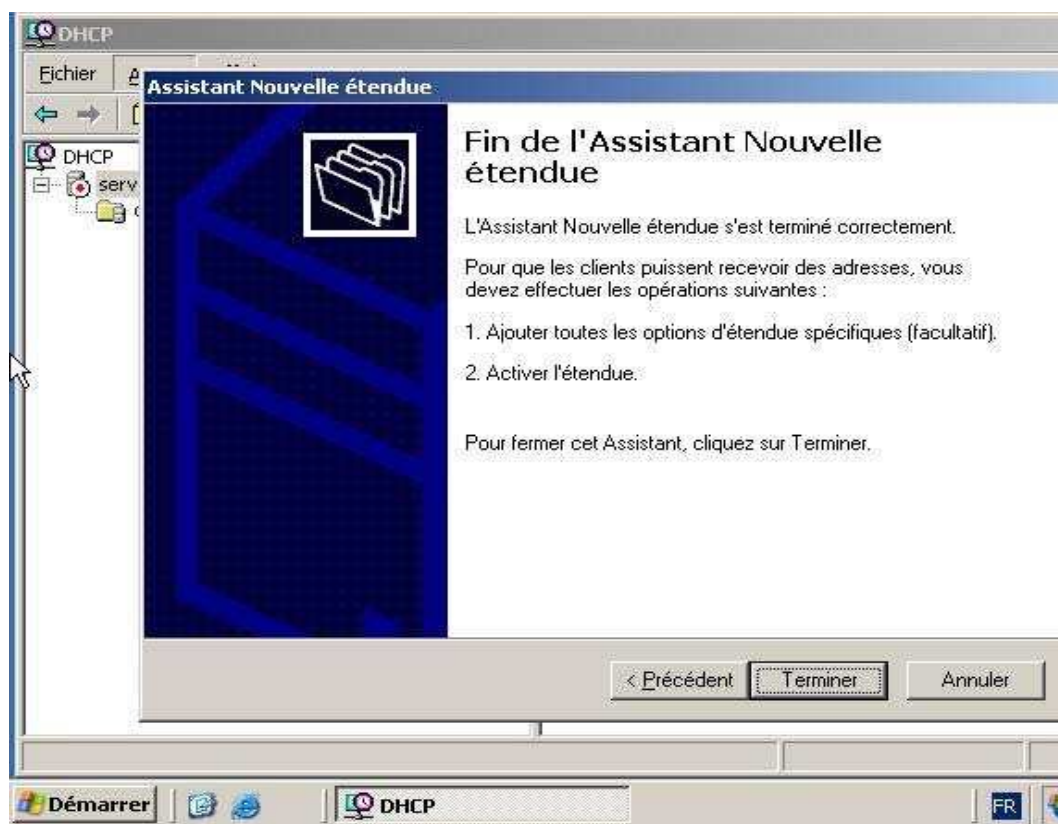 DHCP
Fichier
Assistant Nouvelle étendue
DHCP
serv
Fin de l'Assistant Nouvelle
étendue
L'Assistant Nouvelle étendue s'est terminé correctement.
Pour que les clients puissent recevoir des adresses, vous
devez effectuer les opérations suivantes :
1. Ajouter toutes les options d'étendue spécifiques (facultatif).
2. Activer l'étendue.
Pour fermer cet Assistant, cliquez sur Terminer.
< Précédent Terminer Annuler
Démarrer DHCP FR